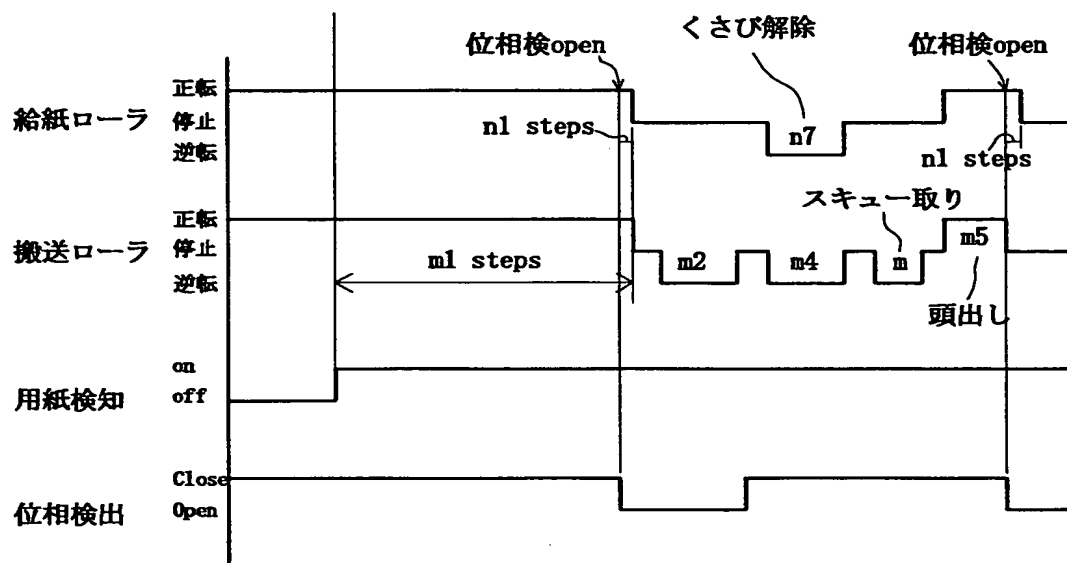 くさび解除
位相検open
位相検open
給紙ローラ
正転
停止
逆転
n1 steps
n7
n1 steps
スキュー取り
搬送ローラ
正転
停止
逆転
m1 steps
m2
m4
m
m5
頭出し
用紙検知
on
off
位相検出
Close
Open